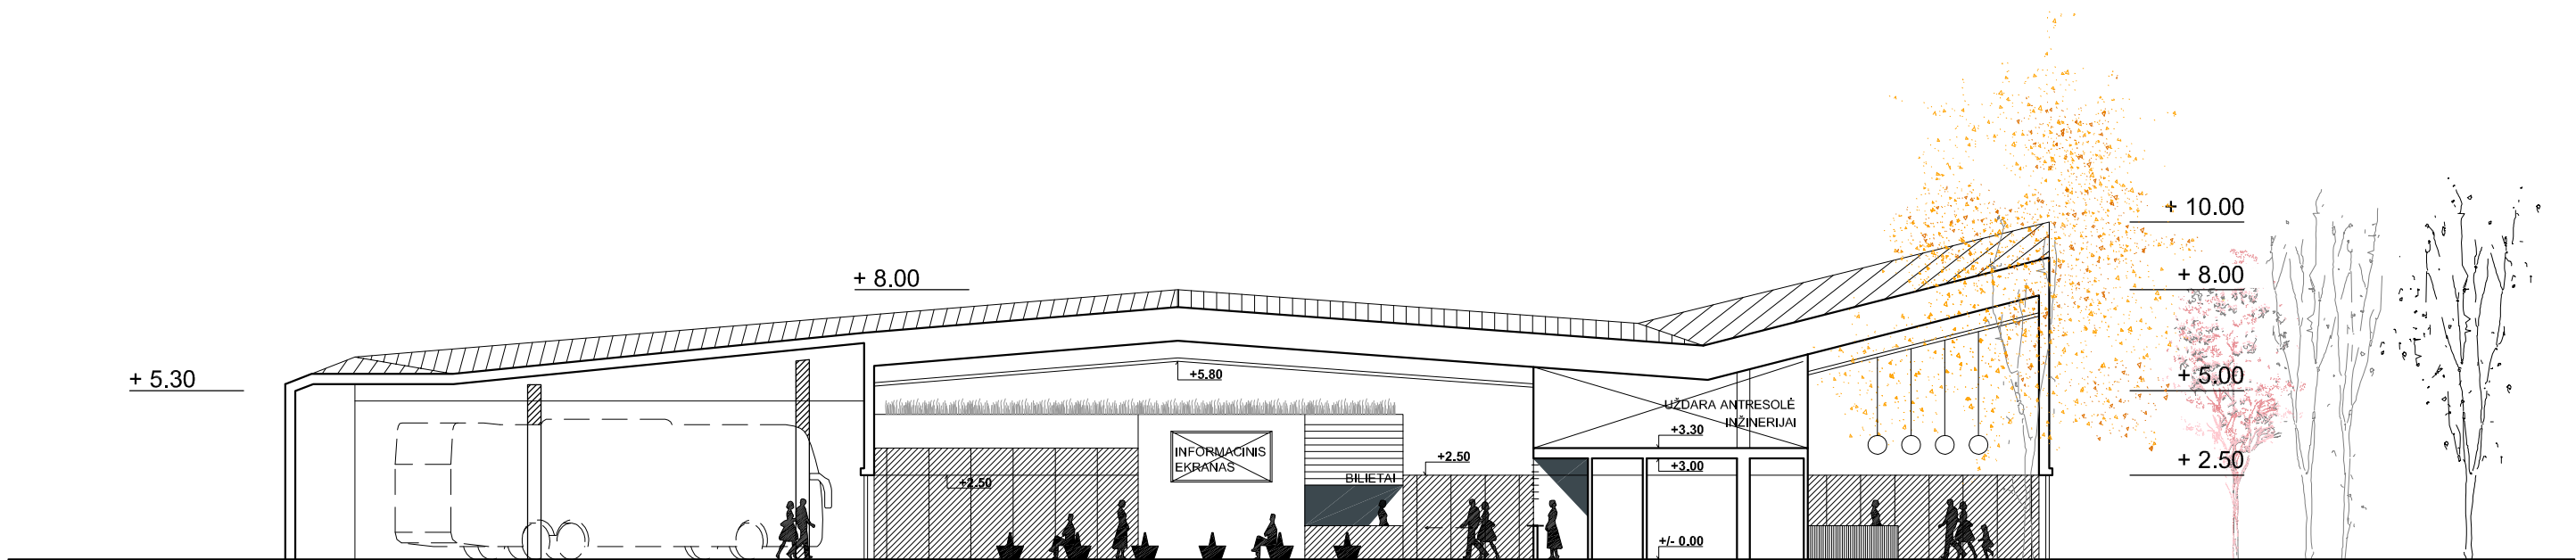 + 10.00
+ 8.00
+ 8.00
+ 5.30
+5.80
+ 5.00
UŽDARA ANTRESOLĖ
INŽINERIJAI
+3.30
INFORMACINIS
EKRANAS
+2.50
+3.00
+ 2.50
BILIETAI
+2.50
+/- 0.00